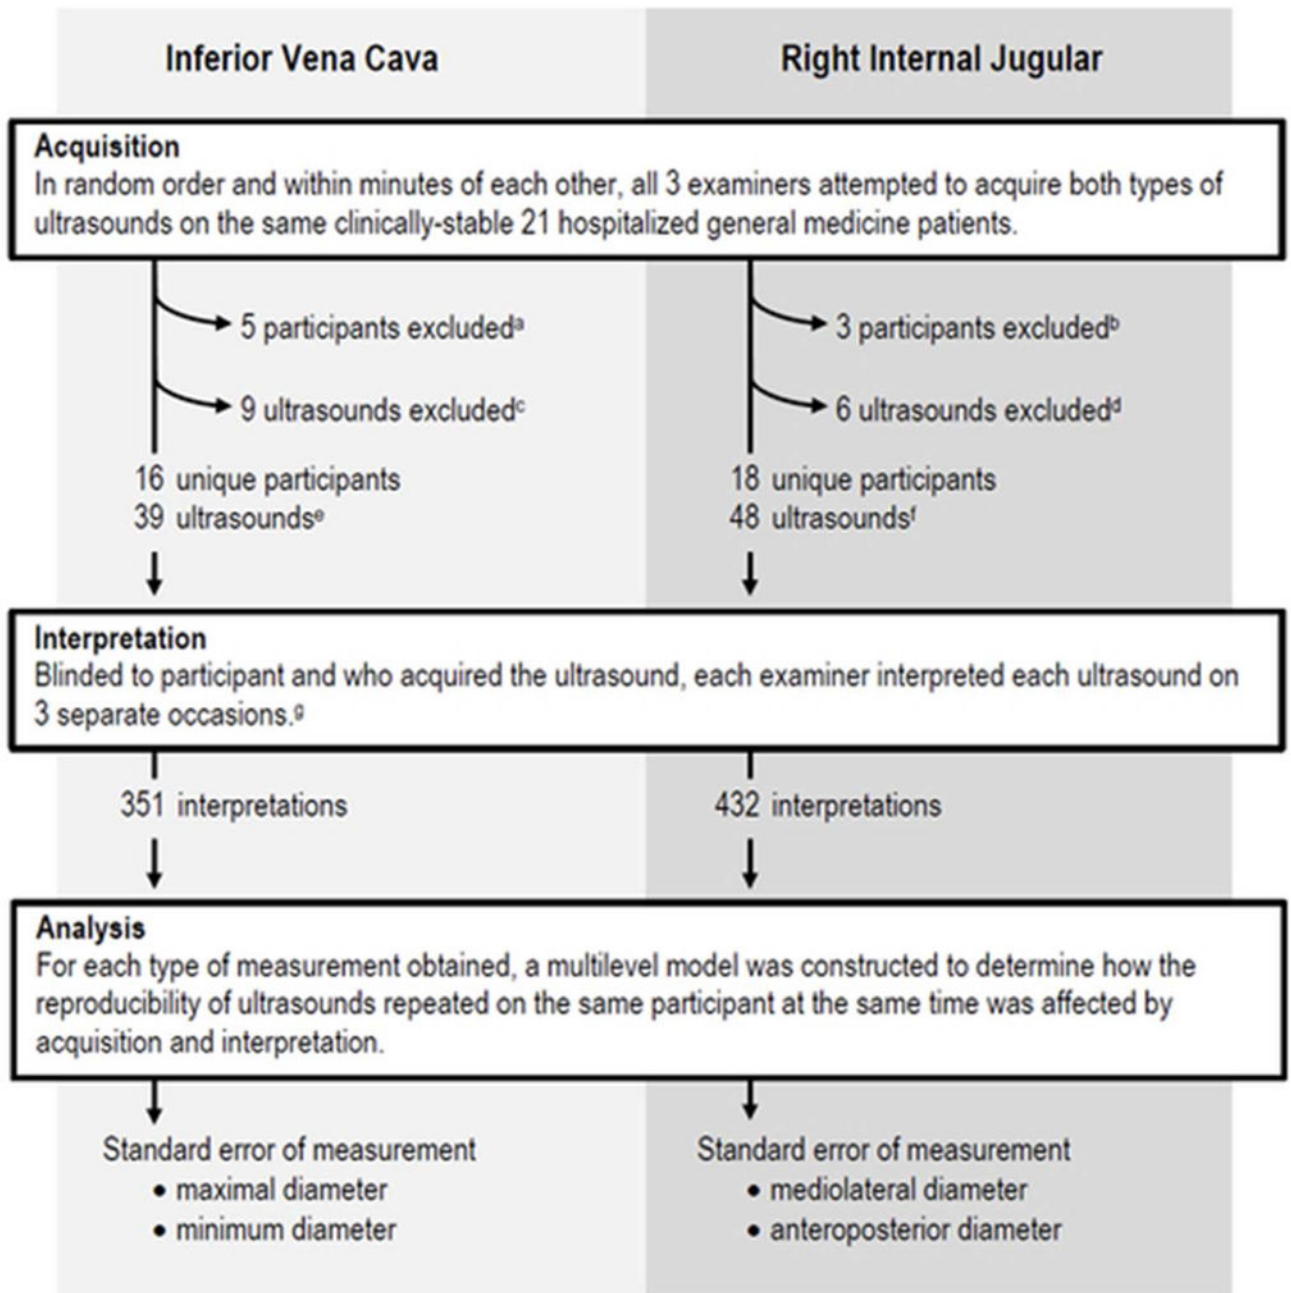 Inferior Vena Cava
Right Internal Jugular
Acquisition
In random order and within minutes of each other, all 3 examiners attempted to acquire both types of
ultrasounds on the same clinically-stable 21 hospitalized general medicine patients.
5 participants excludedᵃ
3 participants excludedᵇ
9 ultrasounds excludedᶜ
6 ultrasounds excludedᵈ
16 unique participants
18 unique participants
39 ultrasoundsᵉ
48 ultrasoundsᶠ
Interpretation
Blinded to participant and who acquired the ultrasound, each examiner interpreted each ultrasound on
3 separate occasions.ᵍ
351 interpretations
432 interpretations
Analysis
For each type of measurement obtained, a multilevel model was constructed to determine how the
reproducibility of ultrasounds repeated on the same participant at the same time was affected by
acquisition and interpretation.
Standard error of measurement
• maximal diameter
• minimum diameter
Standard error of measurement
• mediolateral diameter
• anteroposterior diameter